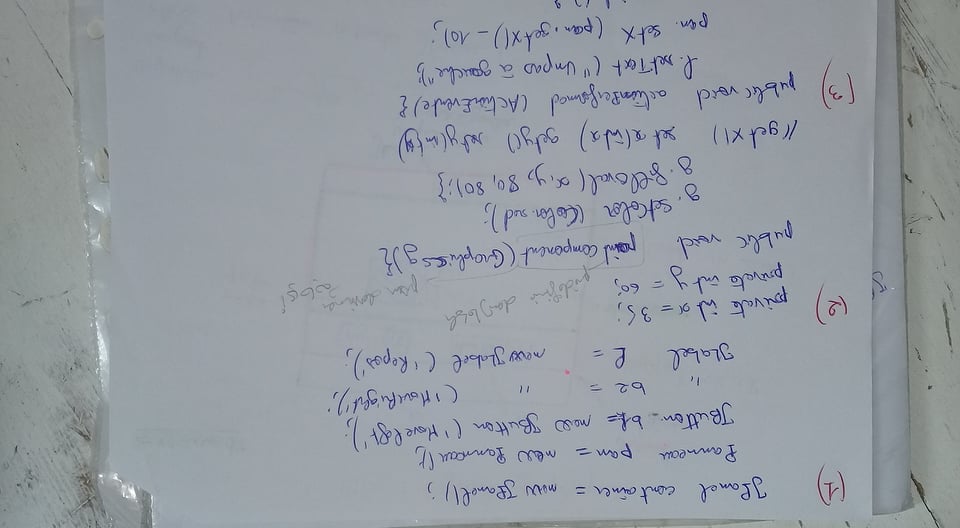 (1) JPanel container = new JPanel();
Panneau pan = new Panneau();
JButton b1 = new JButton ('MoveLeft');
" b2 = " ('MoveRight');
JLabel l = new JLabel ('Repos');
(2) private int x = 35;
private int y = 60;
prédéfinie dans
pour dessiner
public void paintComponent (Graphics g){
g.setColor (Color.red);
g.fillOval( x, y, 80, 80);}
//getX() setx(int x) gety() sety(int y)
(3) public void actionPerformed (ActionEvent e) {
l.setText ("Un pas à gauche");
pan. setX (pan.getX() - 10);